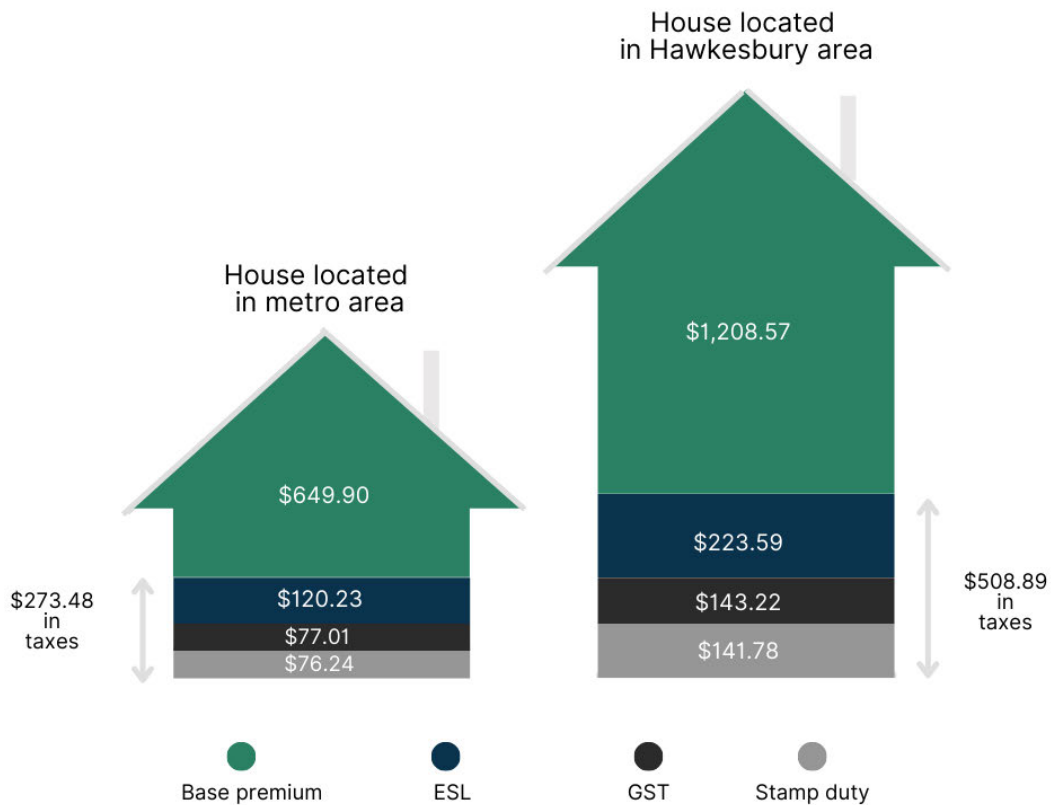 House located
in Hawkesbury area
$1,208.57
$223.59
$143.22
$141.78
$508.89
in
taxes
House located
in metro area
$649.90
$120.23
$77.01
$76.24
$273.48
in
taxes
Base premium
ESL
GST
Stamp duty